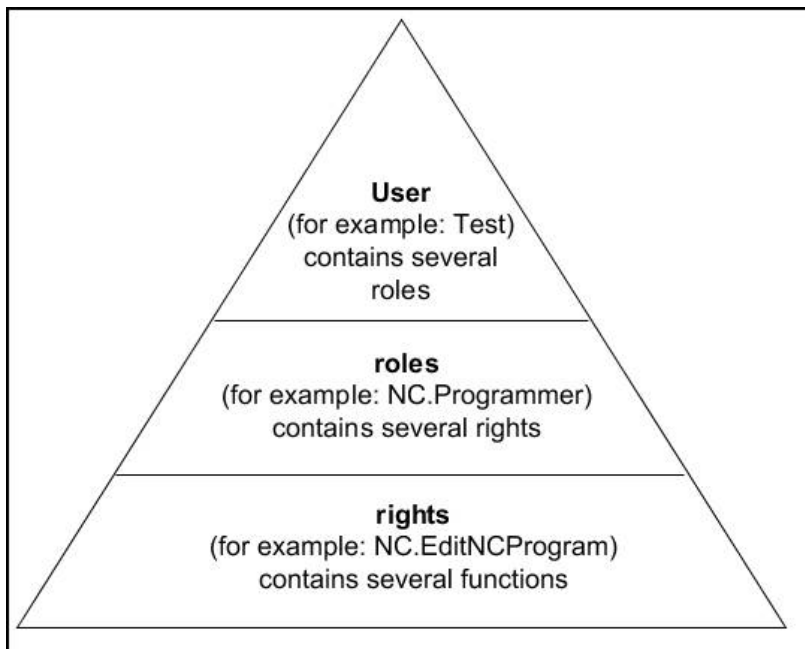 User
(for example: Test)
contains several
roles
roles
(for example: NC.Programmer)
contains several rights
rights
(for example: NC.EditNCProgram)
contains several functions